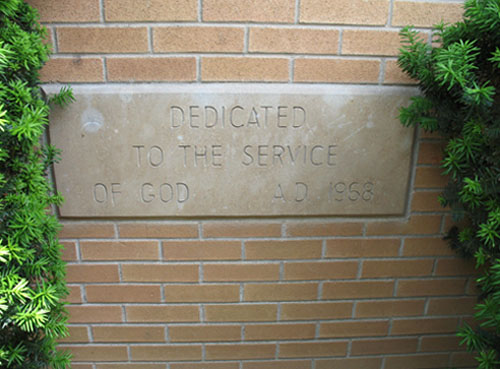 DEDICATED
TO THE SERVICE
OF GOD A.D. 1968